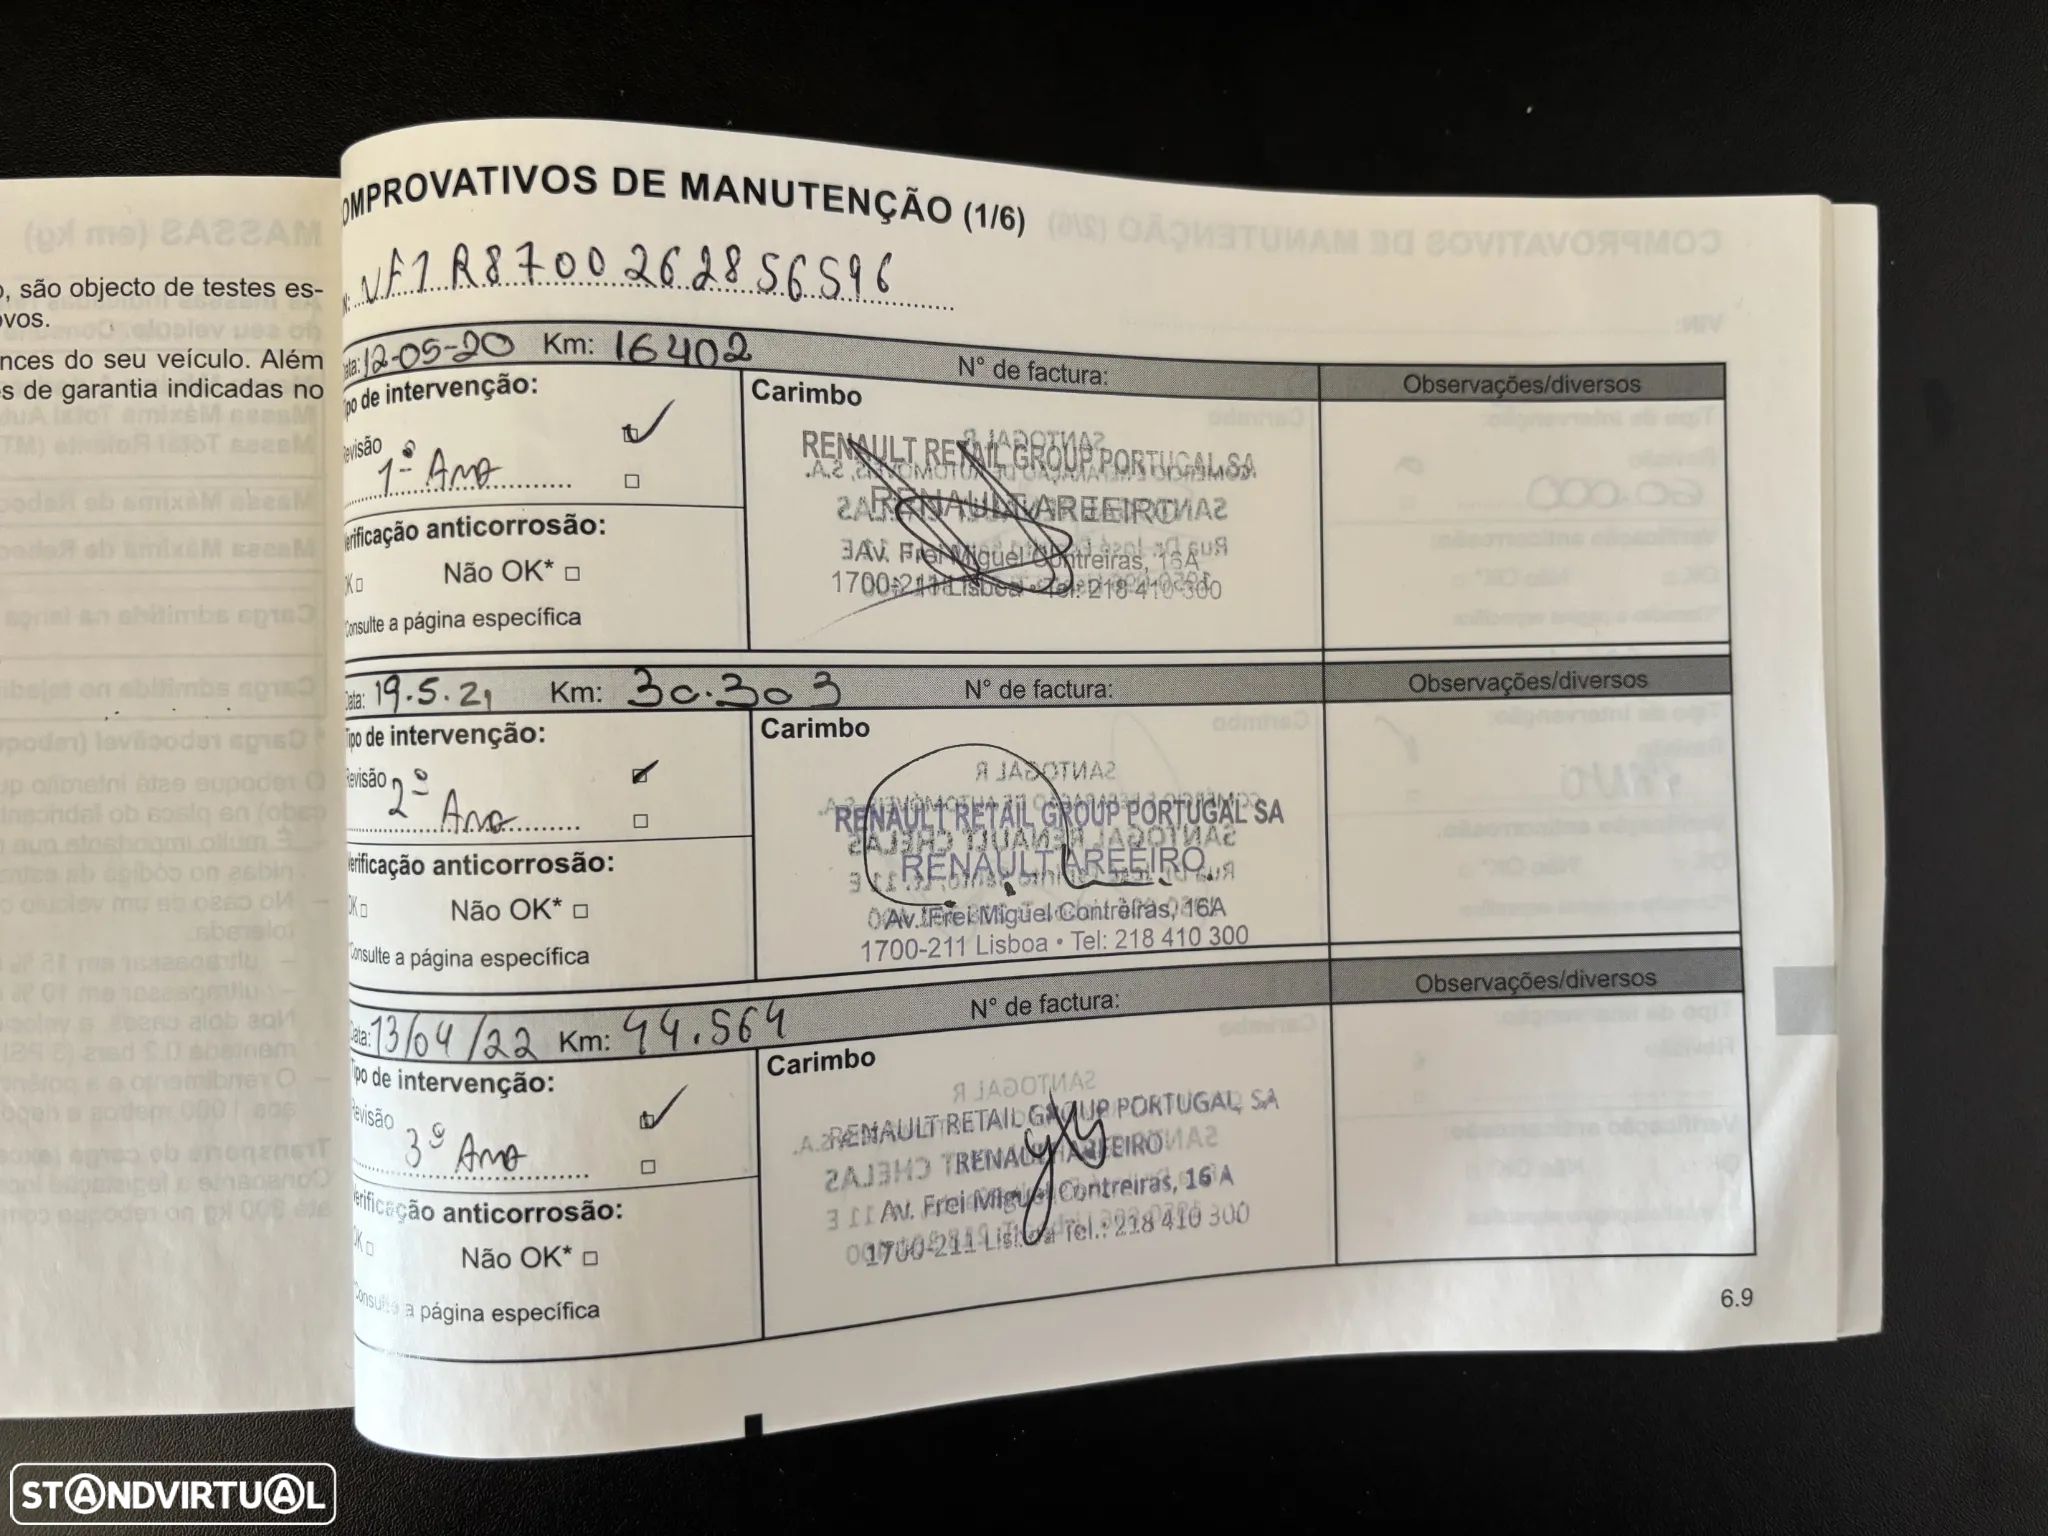 o, são objecto de testes es-
ovos.
nces do seu veículo. Além
s de garantia indicadas no
OMPROVATIVOS DE MANUTENÇÃO (1/6)
N: VF1R8700262856596
Data: 12-05-20 Km: 16402 N° de factura: Observações/diversos
Tipo de intervenção: Carimbo
Revisão
1º Ano
Verificação anticorrosão:
OK Não OK*
*Consulte a página específica
RENAULT RETAIL GROUP PORTUGAL SA
RENAULT AREEIRO
Av. Frei Miguel Contreiras, 16A
1700-211 Lisboa • Tel: 218 410 300
Data: 19.5.21 Km: 30.303 N° de factura: Observações/diversos
Tipo de intervenção: Carimbo
Revisão
2º Ano
Verificação anticorrosão:
OK Não OK*
*Consulte a página específica
RENAULT RETAIL GROUP PORTUGAL SA
RENAULT AREEIRO
Av. Frei Miguel Contreiras, 16A
1700-211 Lisboa • Tel: 218 410 300
Data: 13/04/22 Km: 44.564 N° de factura: Observações/diversos
Tipo de intervenção: Carimbo
Revisão
3º Ano
Verificação anticorrosão:
OK Não OK*
*Consulte a página específica
RENAULT RETAIL GROUP PORTUGAL SA
RENAULT AREEIRO
Av. Frei Miguel Contreiras, 16 A
1700-211 Lisboa Tel.: 218 410 300
6.9
STANDVIRTUAL